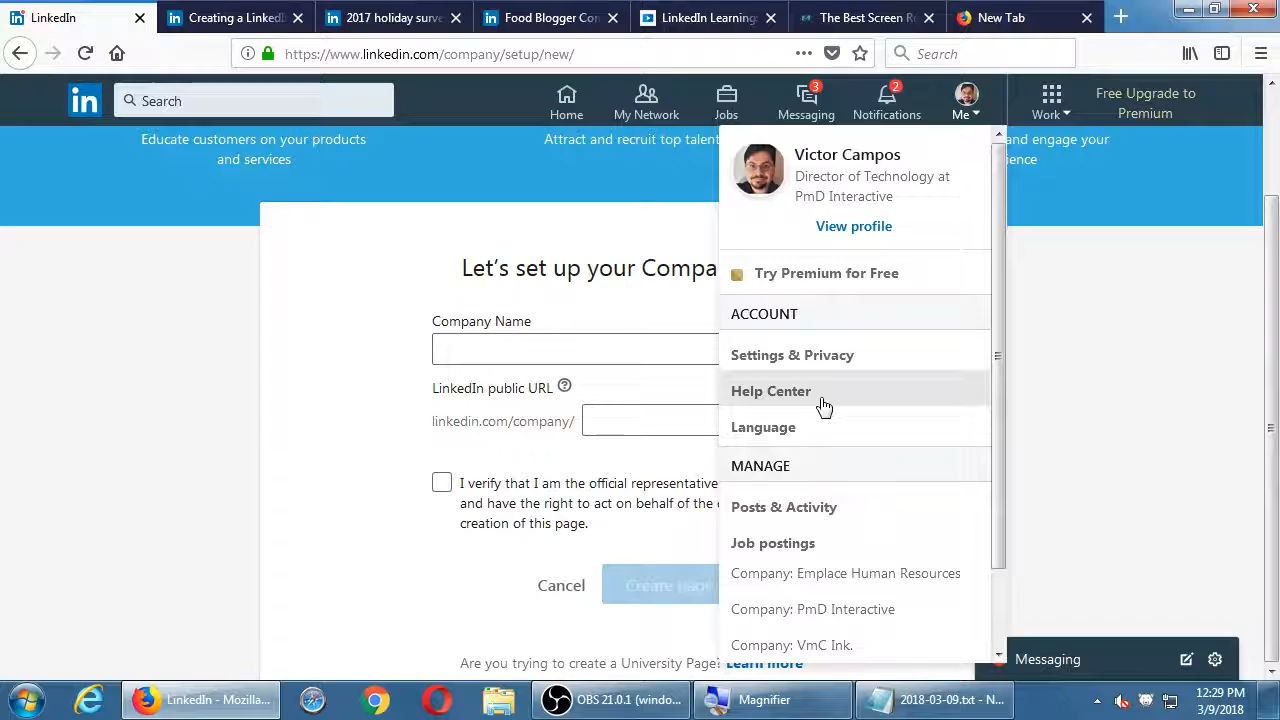 LinkedIn
Creating a LinkedI
2017 holiday surve
Food Blogger Con
LinkedIn Learning
The Best Screen Re
New Tab
https://www.linkedin.com/company/setup/new/
Search
in
Search
Home
My Network
Jobs
3
Messaging
2
Notifications
Me
Work
Free Upgrade to
Premium
Educate customers on your products
and services
Attract and recruit top talent
and engage your
ience
Let's set up your Compa
Company Name
LinkedIn public URL
linkedin.com/company/
I verify that I am the official representative
and have the right to act on behalf of the
creation of this page.
Cancel
Create page
Are you trying to create a University Page? Learn more
Victor Campos
Director of Technology at
PmD Interactive
View profile
Try Premium for Free
ACCOUNT
Settings & Privacy
Help Center
Language
MANAGE
Posts & Activity
Job postings
Company: Emplace Human Resources
Company: PmD Interactive
Company: VmC Ink.
Messaging
LinkedIn - Mozilla...
OBS 21.0.1 (windo...
Magnifier
2018-03-09.txt - N...
12:29 PM
3/9/2018